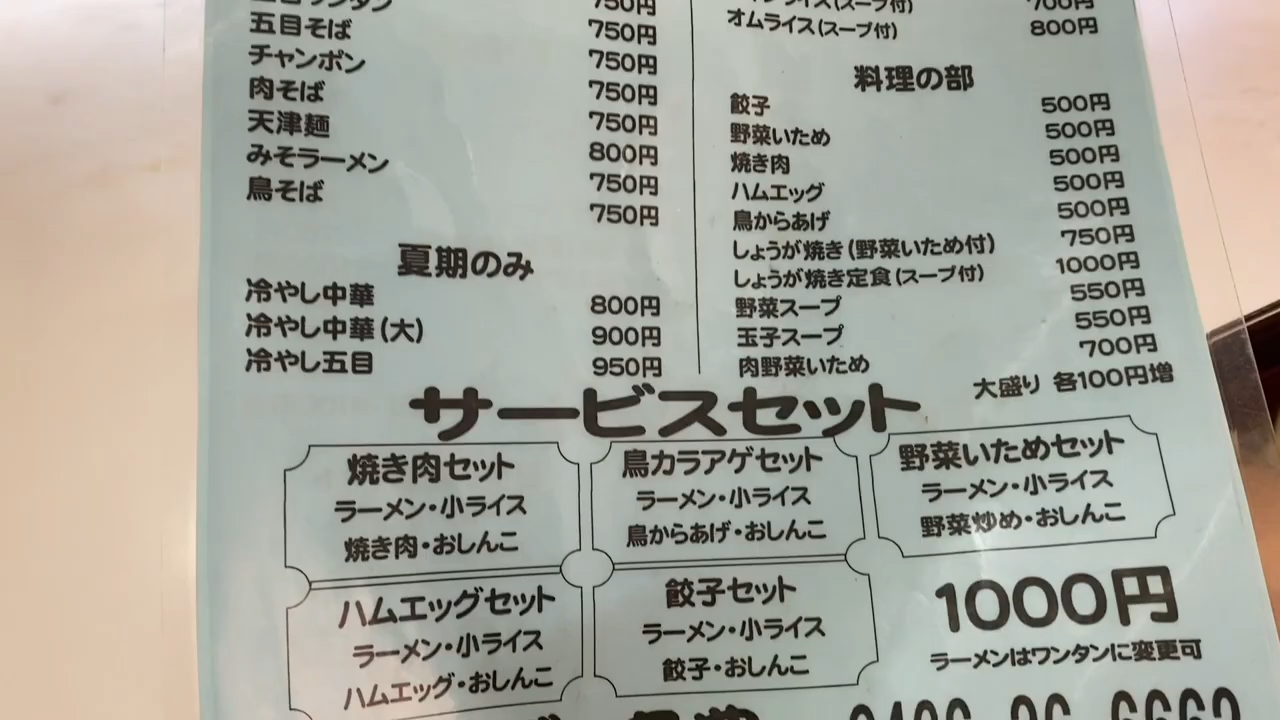 五目そば 750円
チャンポン 750円
肉そば 750円
天津麺 750円
みそラーメン 800円
鳥そば 750円
750円
夏期のみ
冷やし中華 800円
冷やし中華(大) 900円
冷やし五目 950円
(スープ付) 700円
オムライス(スープ付) 800円
料理の部
餃子 500円
野菜いため 500円
焼き肉 500円
ハムエッグ 500円
鳥からあげ 500円
しょうが焼き(野菜いため付) 750円
しょうが焼き定食(スープ付) 1000円
野菜スープ 550円
玉子スープ 550円
肉野菜いため 700円
大盛り 各100円増
サービスセット
焼き肉セット
ラーメン・小ライス
焼き肉・おしんこ
鳥カラアゲセット
ラーメン・小ライス
鳥からあげ・おしんこ
野菜いためセット
ラーメン・小ライス
野菜炒め・おしんこ
ハムエッグセット
ラーメン・小ライス
ハムエッグ・おしんこ
餃子セット
ラーメン・小ライス
餃子・おしんこ
1000円
ラーメンはワンタンに変更可